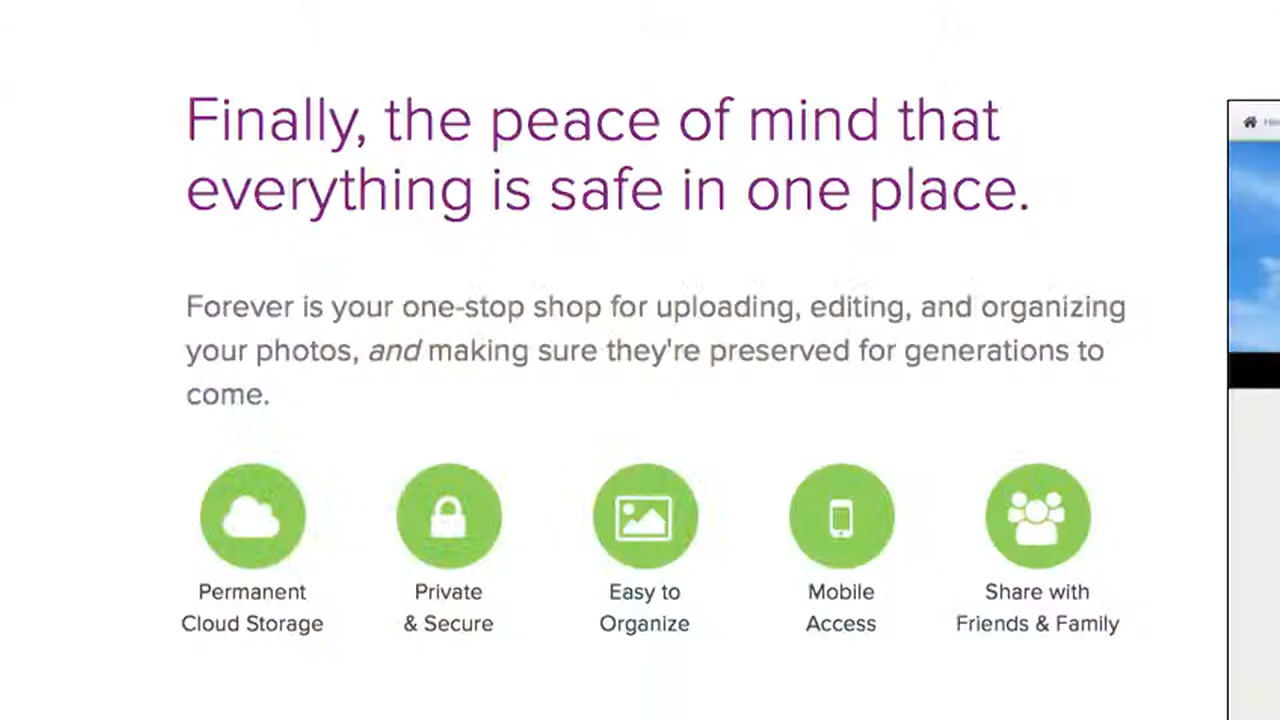 Finally, the peace of mind that
everything is safe in one place.
Forever is your one-stop shop for uploading, editing, and organizing
your photos, and making sure they're preserved for generations to
come.
Permanent
Cloud Storage
Private
& Secure
Easy to
Organize
Mobile
Access
Share with
Friends & Family